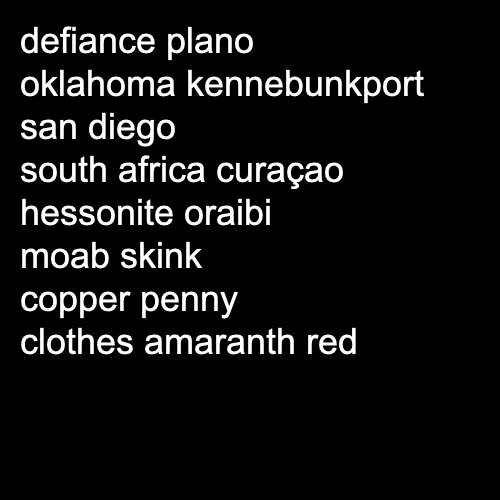 defiance plano
oklahoma kennebunkport
san diego
south africa curaçao
hessonite oraibi
moab skink
copper penny
clothes amaranth red